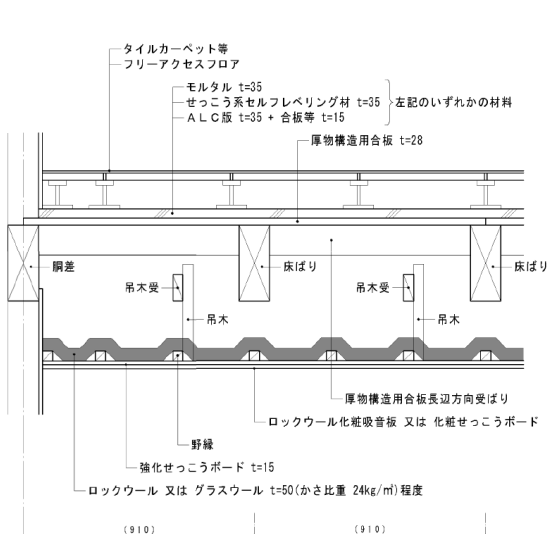 タイルカーペット等
フリーアクセスフロア
モルタル t=35
せっこう系セルフレベリング材 t=35
左記のいずれかの材料
ＡＬＣ版 t=35 + 合板等 t=15
厚物構造用合板 t=28
胴差
床ばり
床ばり
吊木受
吊木受
吊木
吊木
厚物構造用合板長辺方向受ばり
ロックウール化粧吸音板 又は 化粧せっこうボード
野縁
強化せっこうボード t=15
ロックウール 又は グラスウール t=50(かさ比重 24kg/㎥)程度
(910)
(910)